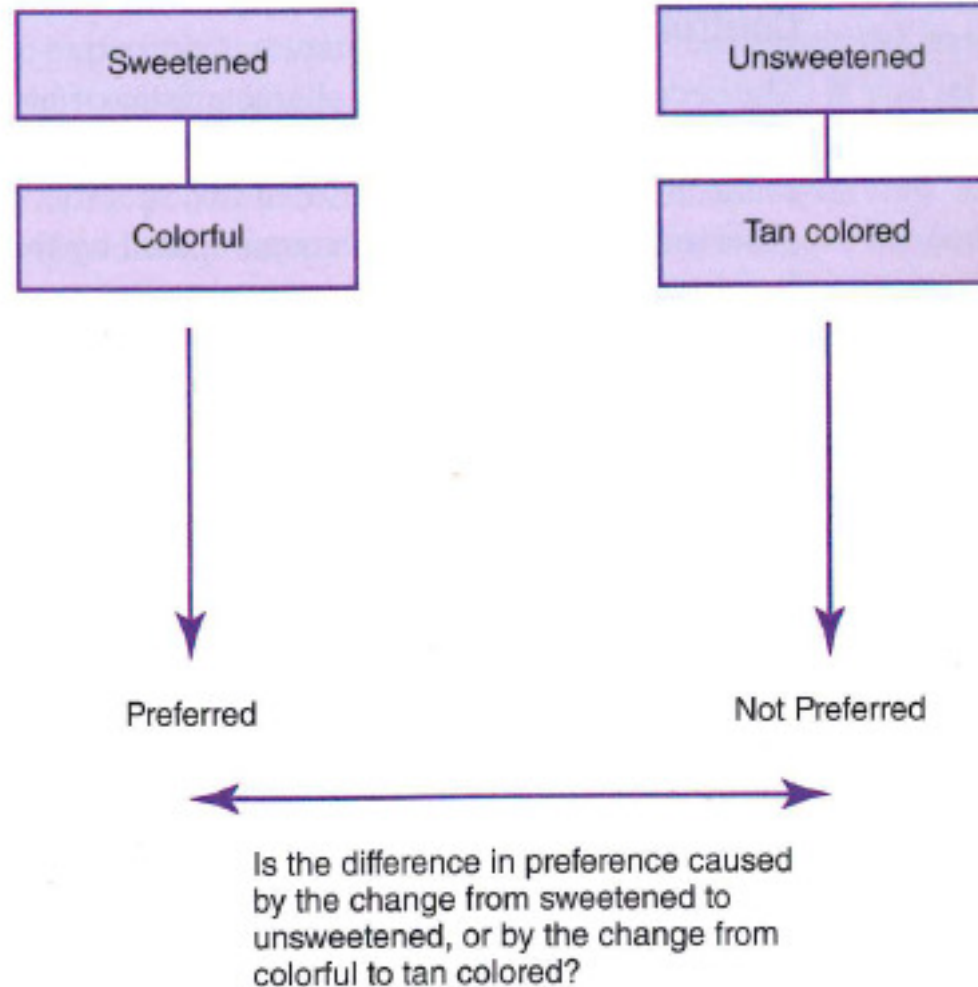 Sweetened
Unsweetened
Colorful
Tan colored
Preferred
Not Preferred
Is the difference in preference caused
by the change from sweetened to
unsweetened, or by the change from
colorful to tan colored?